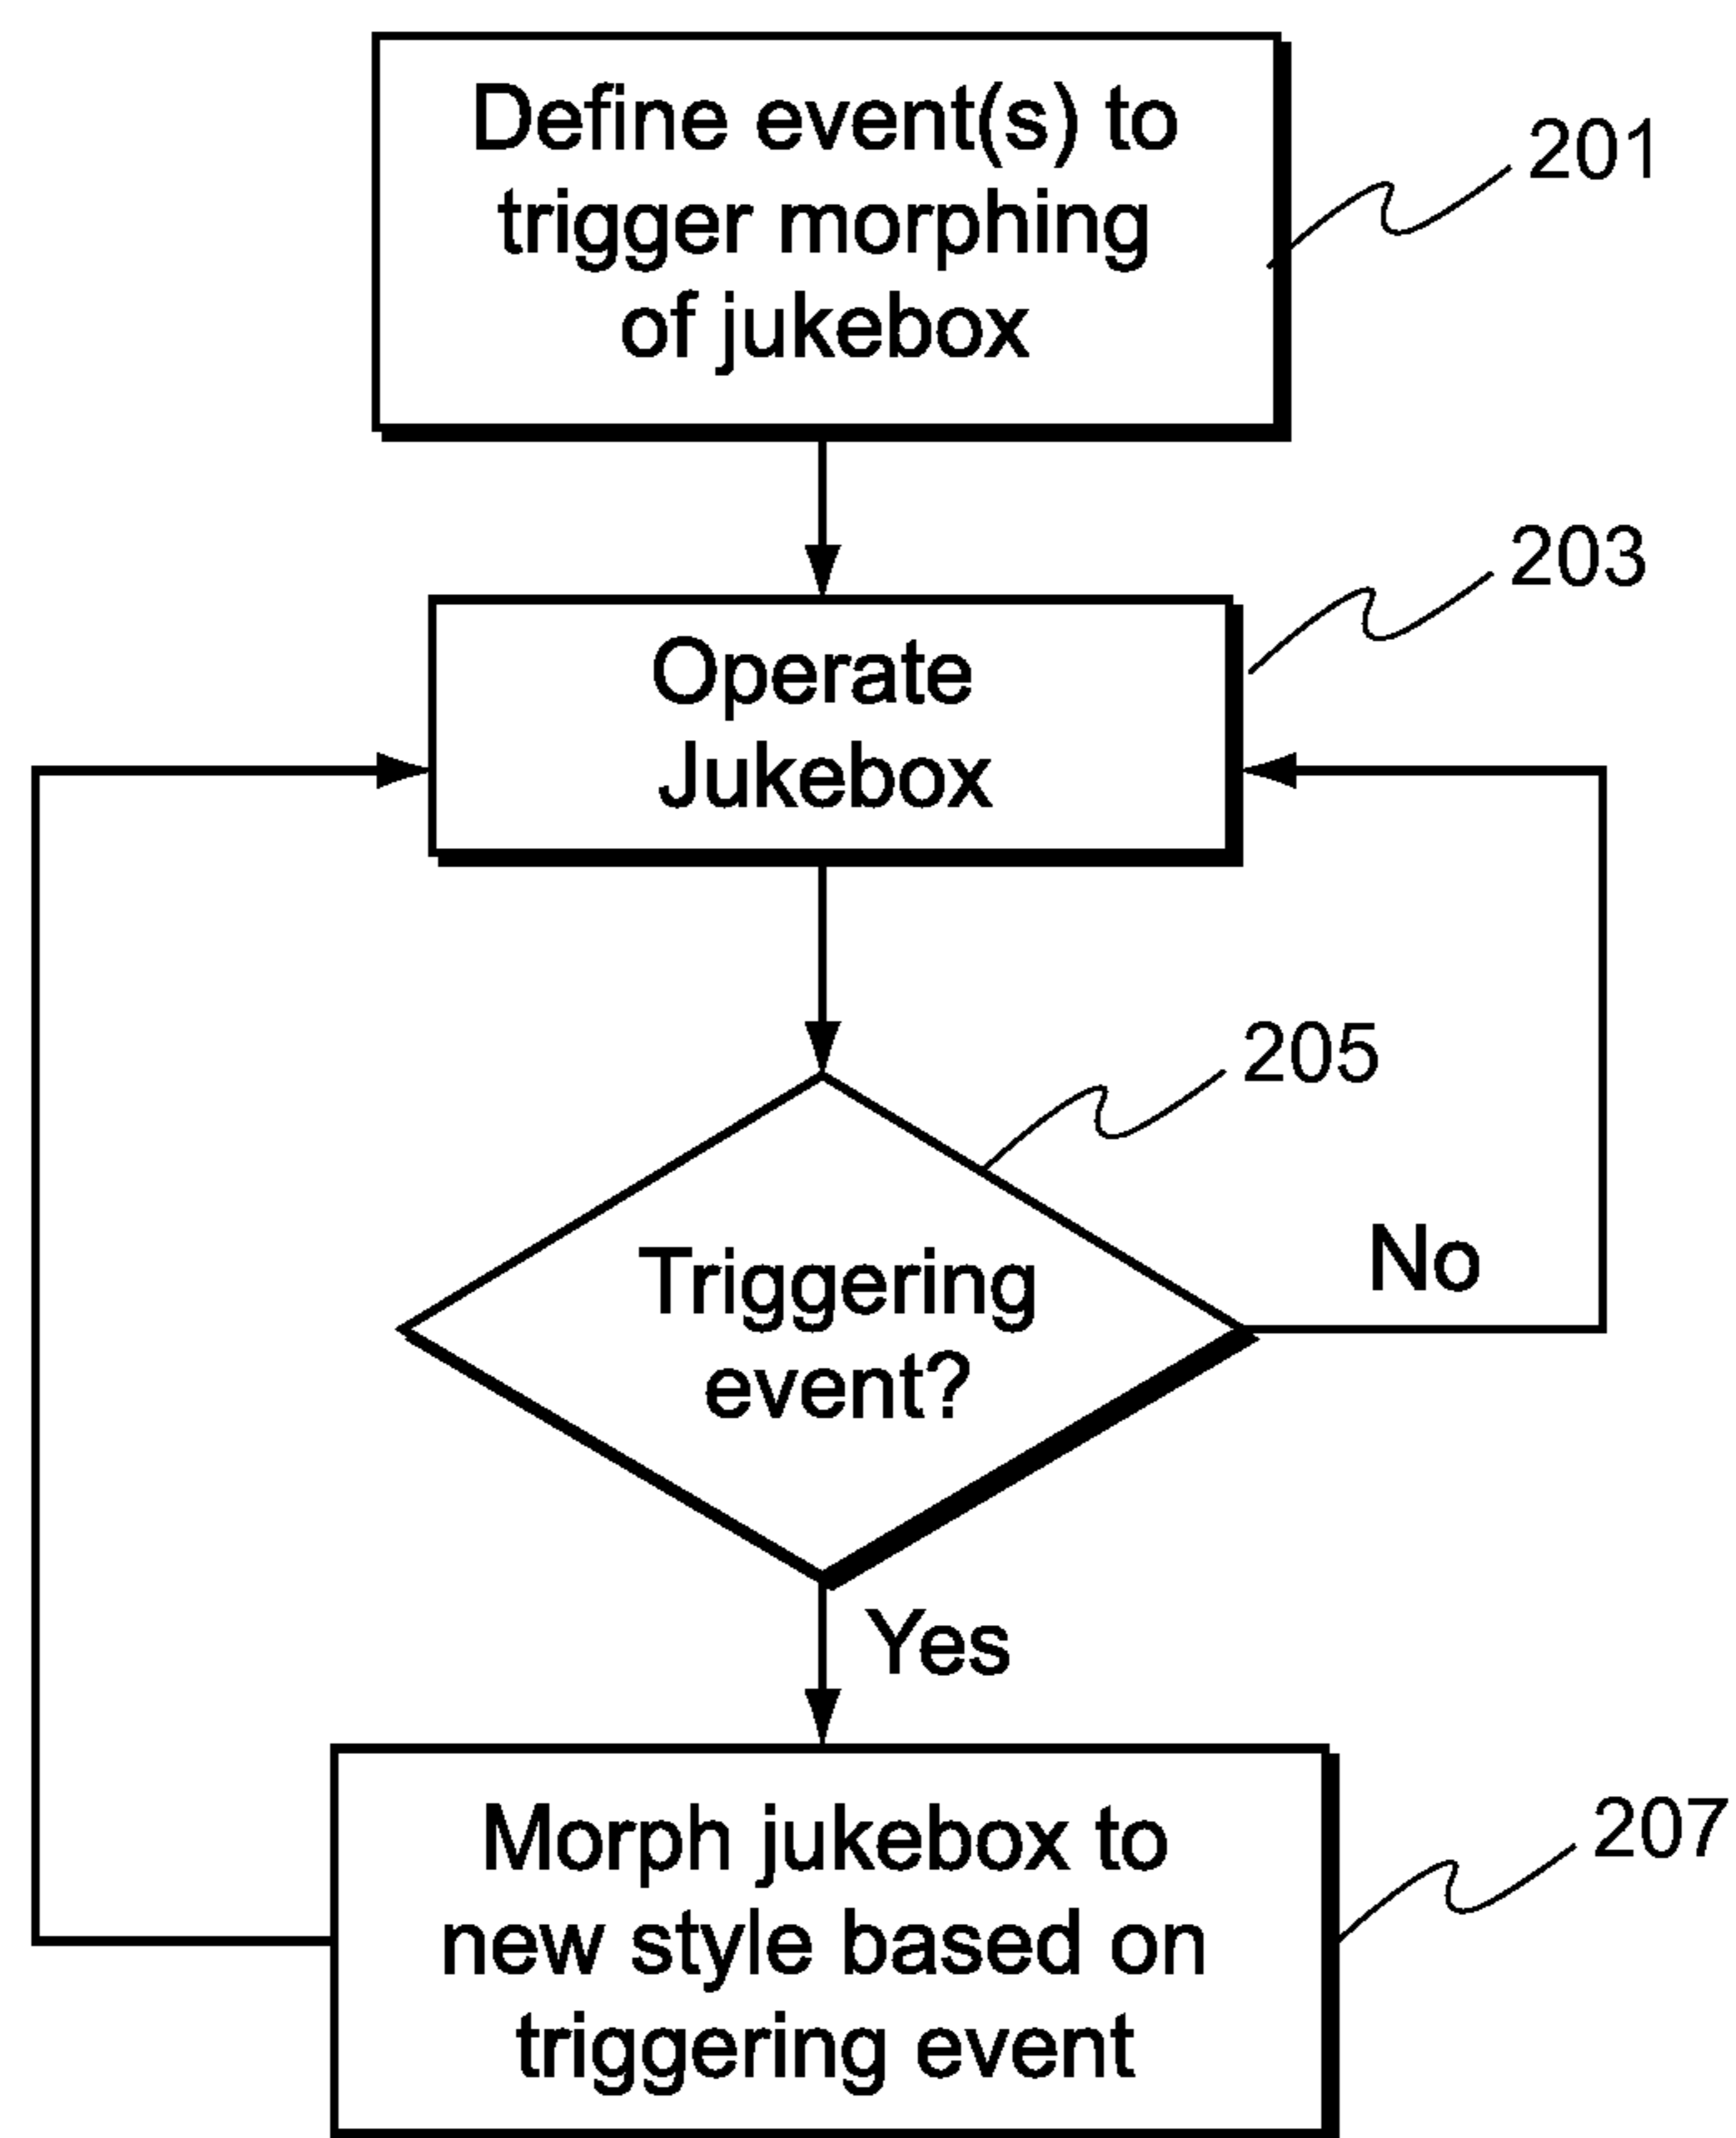 Define event(s) to
trigger morphing
of jukebox
201
203
Operate
Jukebox
205
Triggering
event?
No
Yes
Morph jukebox to
new style based on
triggering event
207